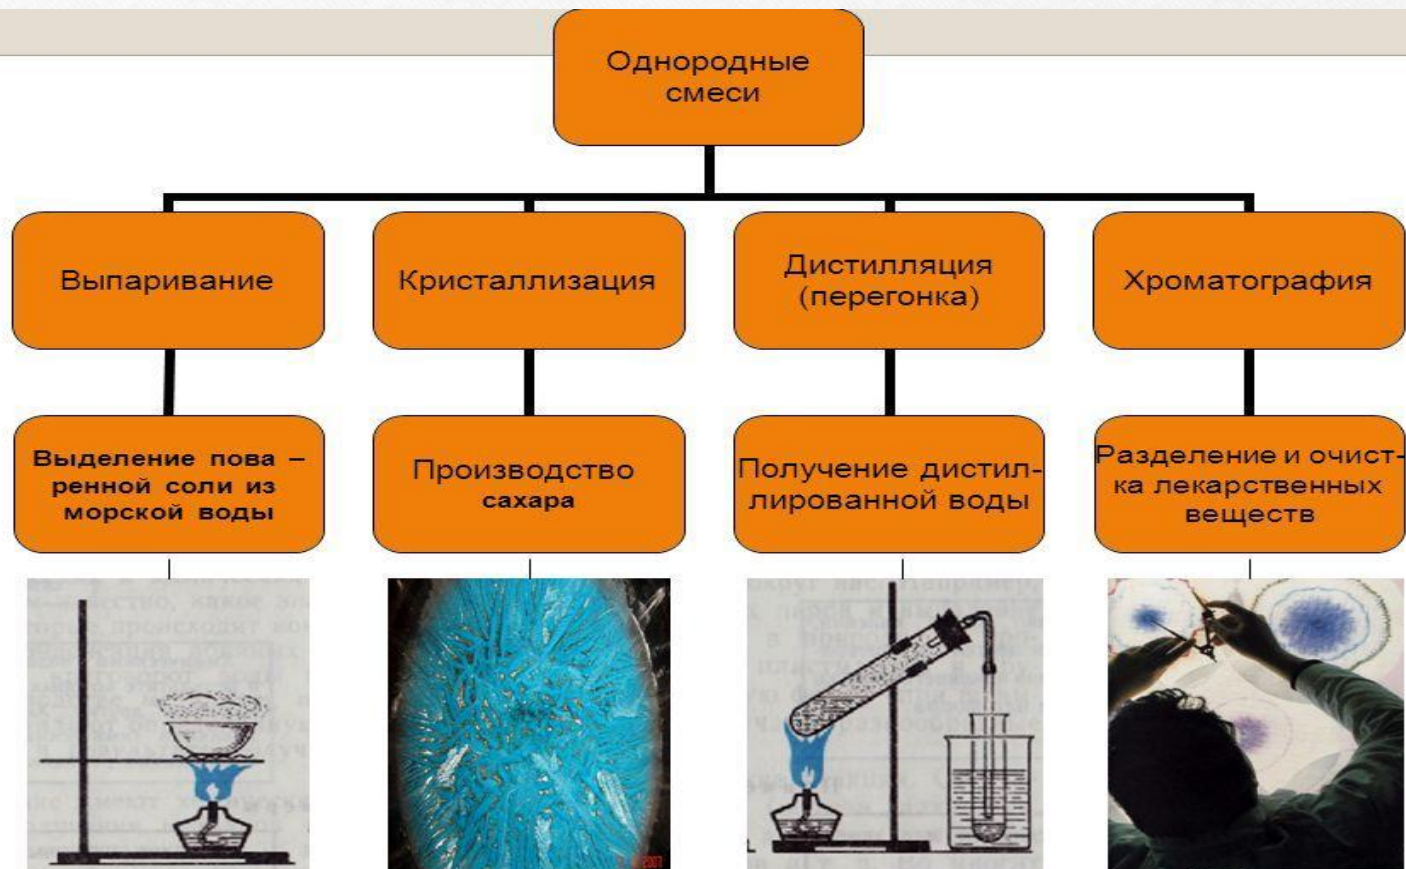 Однородные
смеси
Выпаривание
Кристаллизация
Дистилляция
(перегонка)
Хроматография
Выделение пова –
ренной соли из
морской воды
Производство
сахара
Получение дистил-
лированной воды
Разделение и очист-
ка лекарственных
веществ